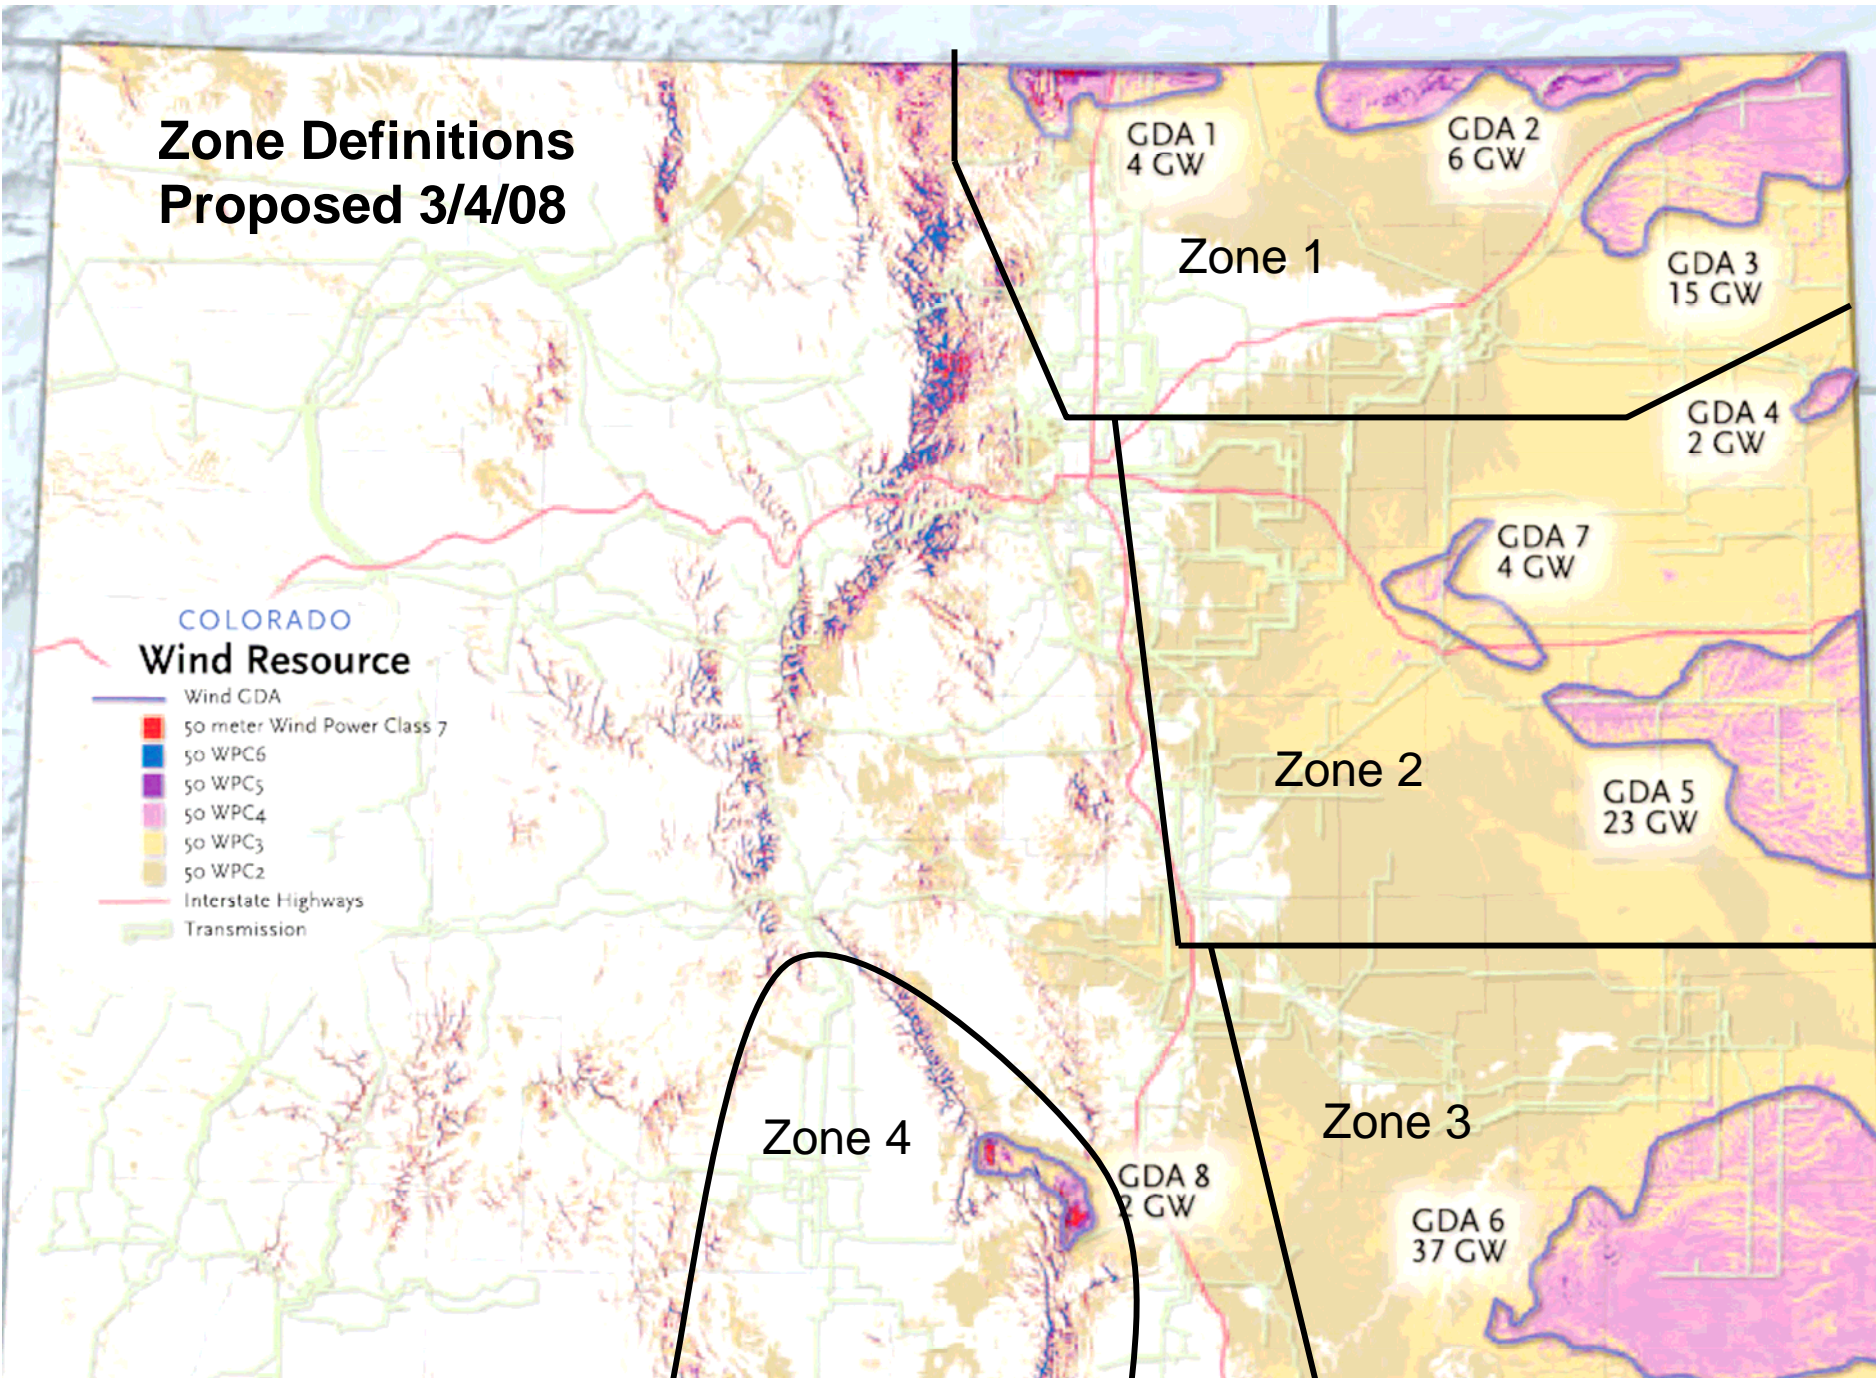 Zone Definitions
Proposed 3/4/08
GDA 1
4 GW
GDA 2
6 GW
Zone 1
GDA 3
15 GW
GDA 4
2 GW
GDA 7
4 GW
COLORADO
Wind Resource
Wind GDA
50 meter Wind Power Class 7
50 WPC6
50 WPC5
50 WPC4
50 WPC3
50 WPC2
Interstate Highways
Transmission
Zone 2
GDA 5
23 GW
Zone 4
Zone 3
GDA 8
2 GW
GDA 6
37 GW